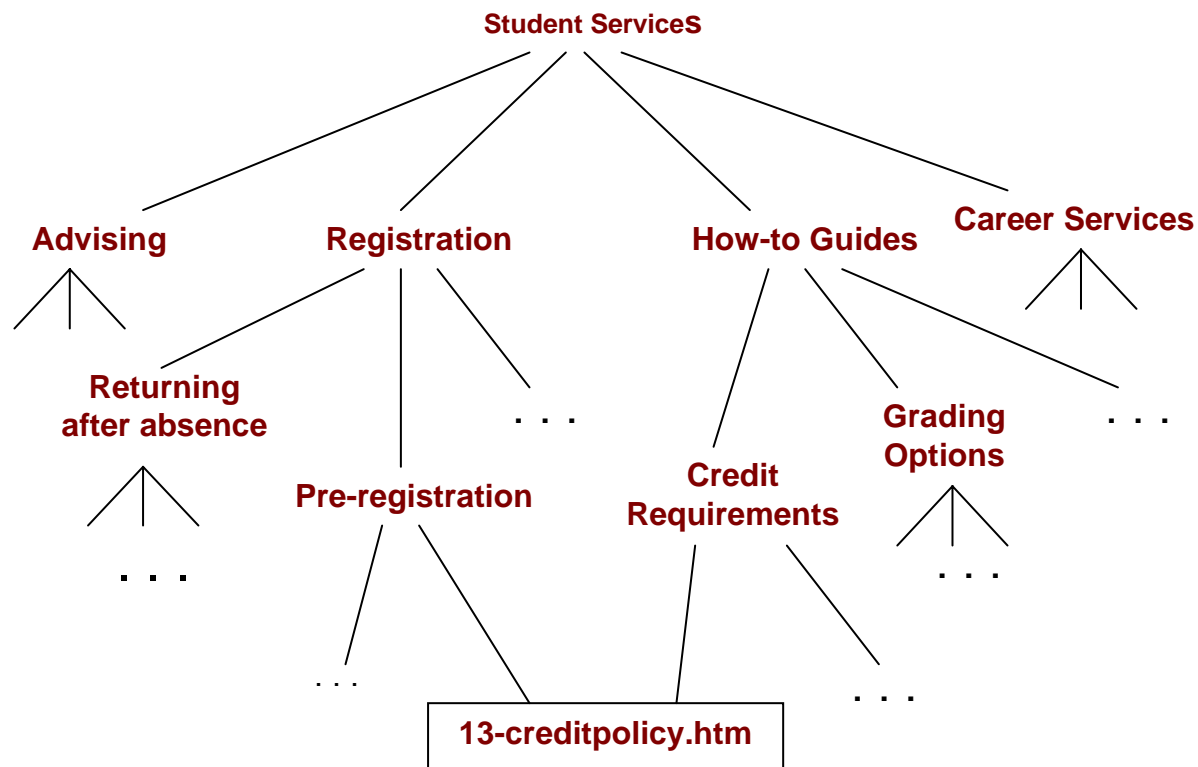 Student Services
Advising
Registration
How-to Guides
Career Services
Returning
after absence
. . .
Grading
Options
. . .
Pre-registration
Credit
Requirements
. . .
. . .
. . .
. . .
13-creditpolicy.htm